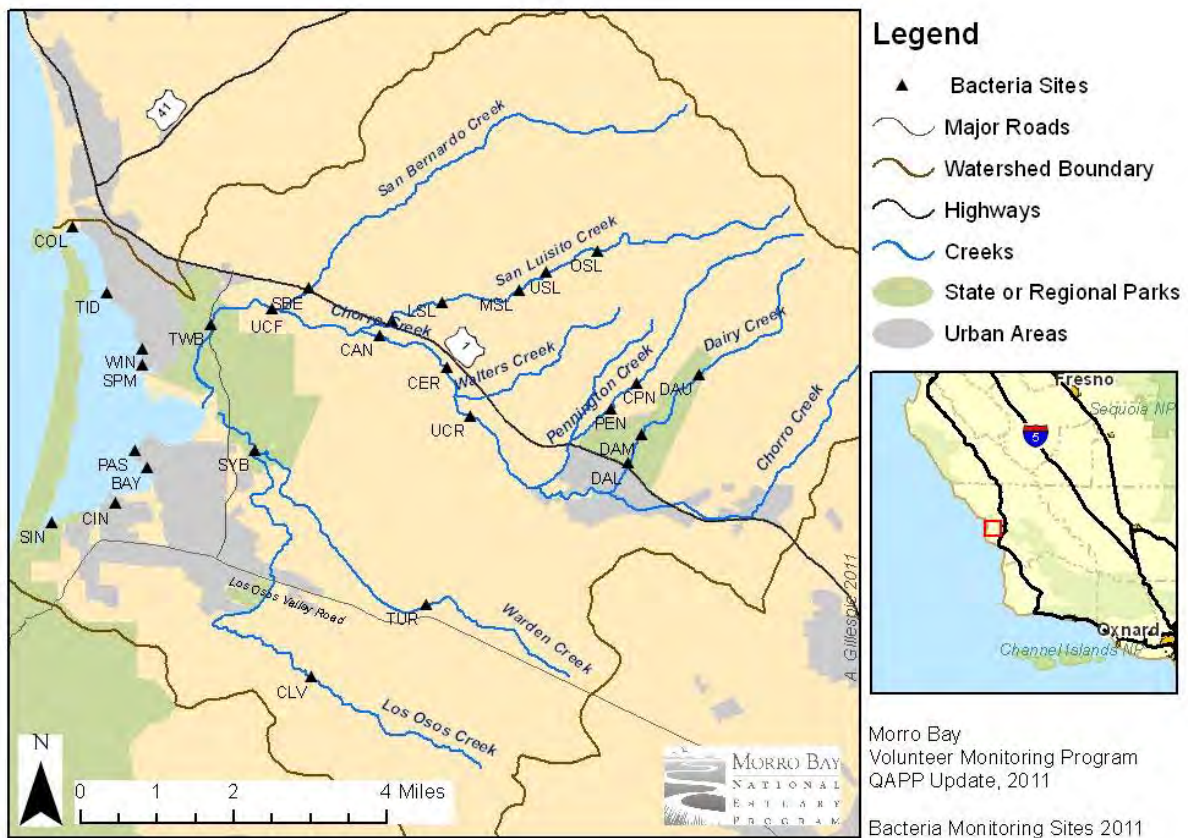 41
San Bernardo Creek
COL
San Luisito Creek
OSL
USL
MSL
SBE
TID
LSL
UCF
Chorro Creek
TWB
CAN
1
Dairy Creek
WIN
SPM
CER
Walters Creek
DAU
CPN
Pennington Creek
PEN
UCR
Chorro Creek
DAM
PAS
SYB
DAL
BAY
CIN
SIN
Los Osos Valley Road
TUR
Warden Creek
CLV
Los Osos Creek
A. Gillespie 2011
N
0 2 4 Miles
MORRO BAY
NATIONAL
ESTUARY
PROGRAM
Legend
Bacteria Sites
Major Roads
Watershed Boundary
Highways
Creeks
State or Regional Parks
Urban Areas
Fresno
Sequoia NP
5
Oxnard
Channel Islands NP
Morro Bay
Volunteer Monitoring Program
QAPP Update, 2011
Bacteria Monitoring Sites 2011